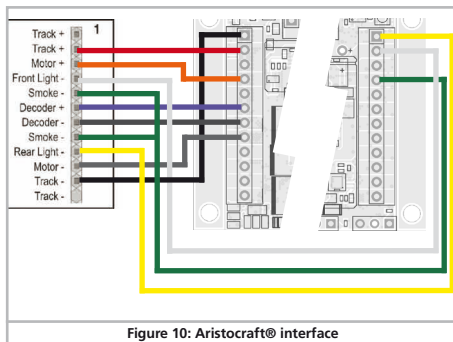 1
Track +
Track +
Motor +
Front Light -
Smoke -
Decoder +
Decoder -
Smoke -
Rear Light -
Motor -
Track -
Track -
Figure 10: Aristocraft® interface